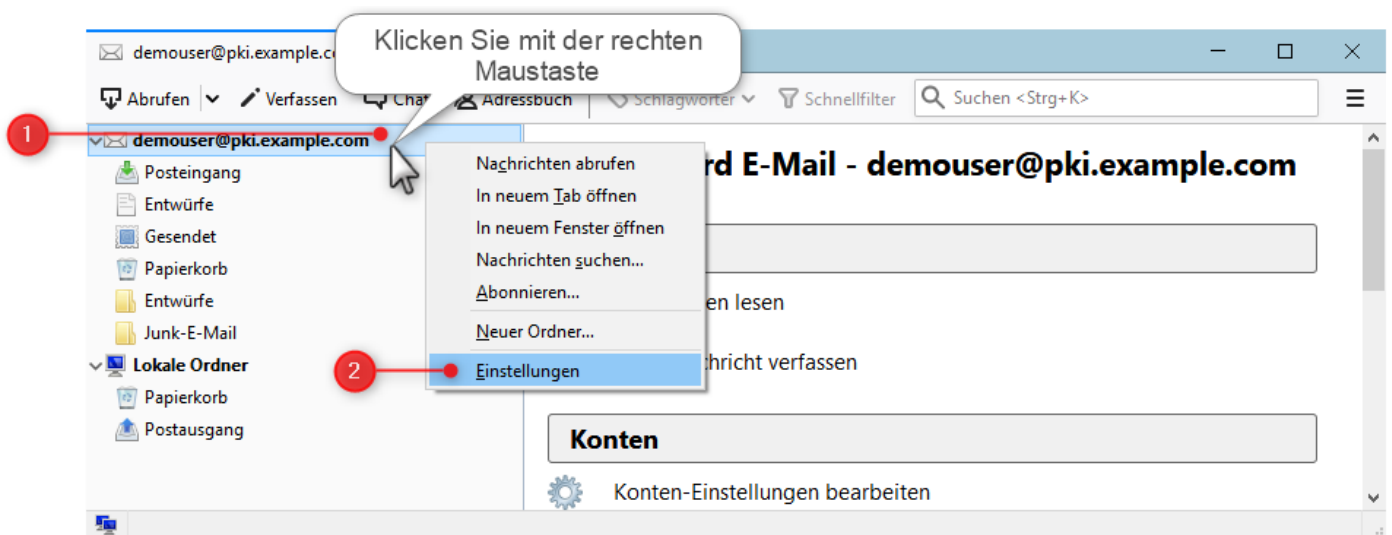 Klicken Sie mit der rechten
Maustaste
demouser@pki.example.c
Abrufen
Verfassen
Chat
Adressbuch
Schlagwörter
Schnellfilter
Suchen <Strg+K>
1
demouser@pki.example.com
Posteingang
Entwürfe
Gesendet
Papierkorb
Entwürfe
Junk-E-Mail
Lokale Ordner
Papierkorb
Postausgang
Nachrichten abrufen
In neuem Tab öffnen
In neuem Fenster öffnen
Nachrichten suchen...
Abonnieren...
Neuer Ordner...
2
Einstellungen
rd E-Mail - demouser@pki.example.com
en lesen
hricht verfassen
Konten
Konten-Einstellungen bearbeiten